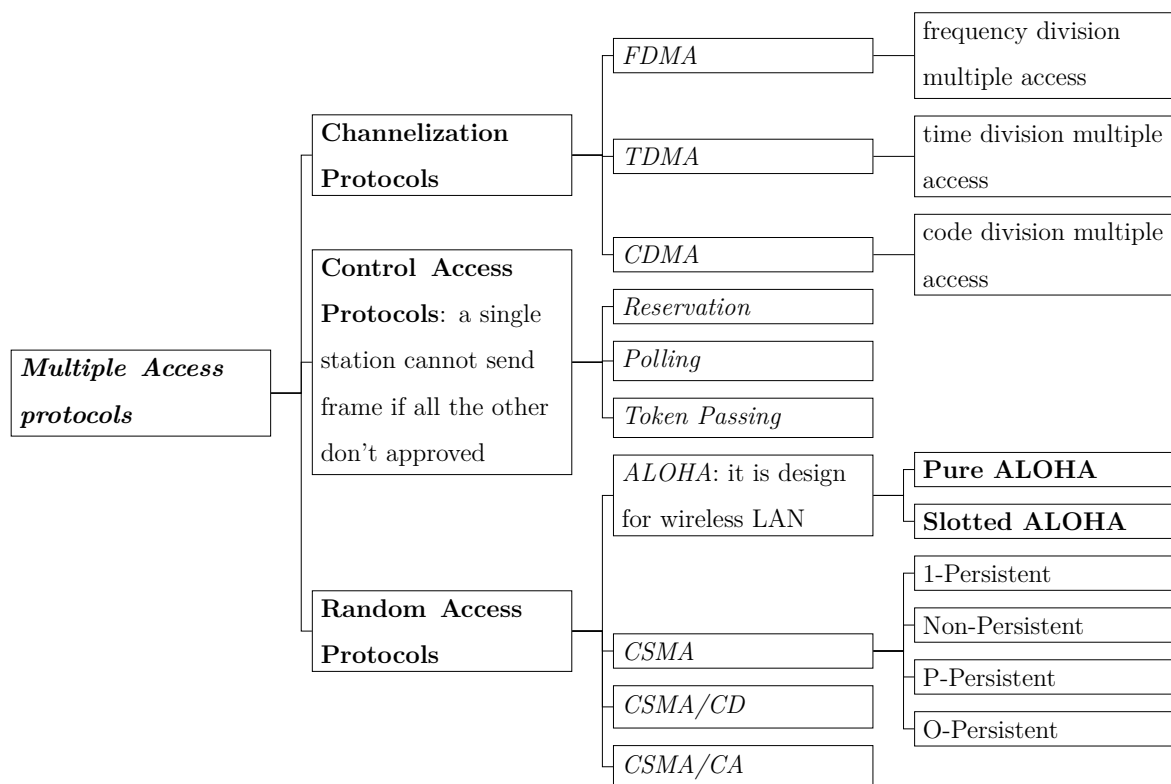 Multiple Access
protocols
Channelization
Protocols
FDMA
frequency division
multiple access
TDMA
time division multiple
access
CDMA
code division multiple
access
Control Access
Protocols: a single
station cannot send
frame if all the other
don't approved
Reservation
Polling
Token Passing
Random Access
Protocols
ALOHA: it is design
for wireless LAN
Pure ALOHA
Slotted ALOHA
CSMA
1-Persistent
Non-Persistent
P-Persistent
O-Persistent
CSMA/CD
CSMA/CA